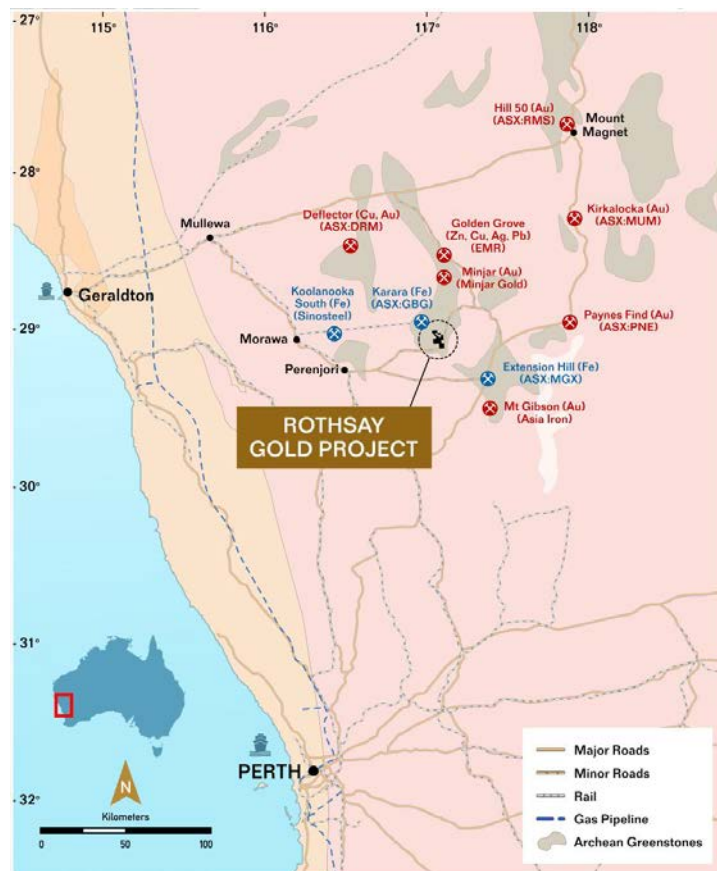 115°
116°
117°
118°
-27°
-28°
-29°
-30°
-31°
-32°
Hill 50 (Au)
(ASX:RMS)
Mount
Magnet
Mullewa
Deflector (Cu, Au)
(ASX:DRM)
Golden Grove
(Zn, Cu, Ag, Pb)
(EMR)
Kirkalocka (Au)
(ASX:MUM)
Minjar (Au)
(Minjar Gold)
Geraldton
Koolanooka
South (Fe)
(Sinosteel)
Karara (Fe)
(ASX:GBG)
Paynes Find (Au)
(ASX:PNE)
Morawa
Perenjori
Extension Hill (Fe)
(ASX:MGX)
Mt Gibson (Au)
(Asia Iron)
ROTHSAY
GOLD PROJECT
PERTH
N
Kilometers
0
50
100
Major Roads
Minor Roads
Rail
Gas Pipeline
Archean Greenstones